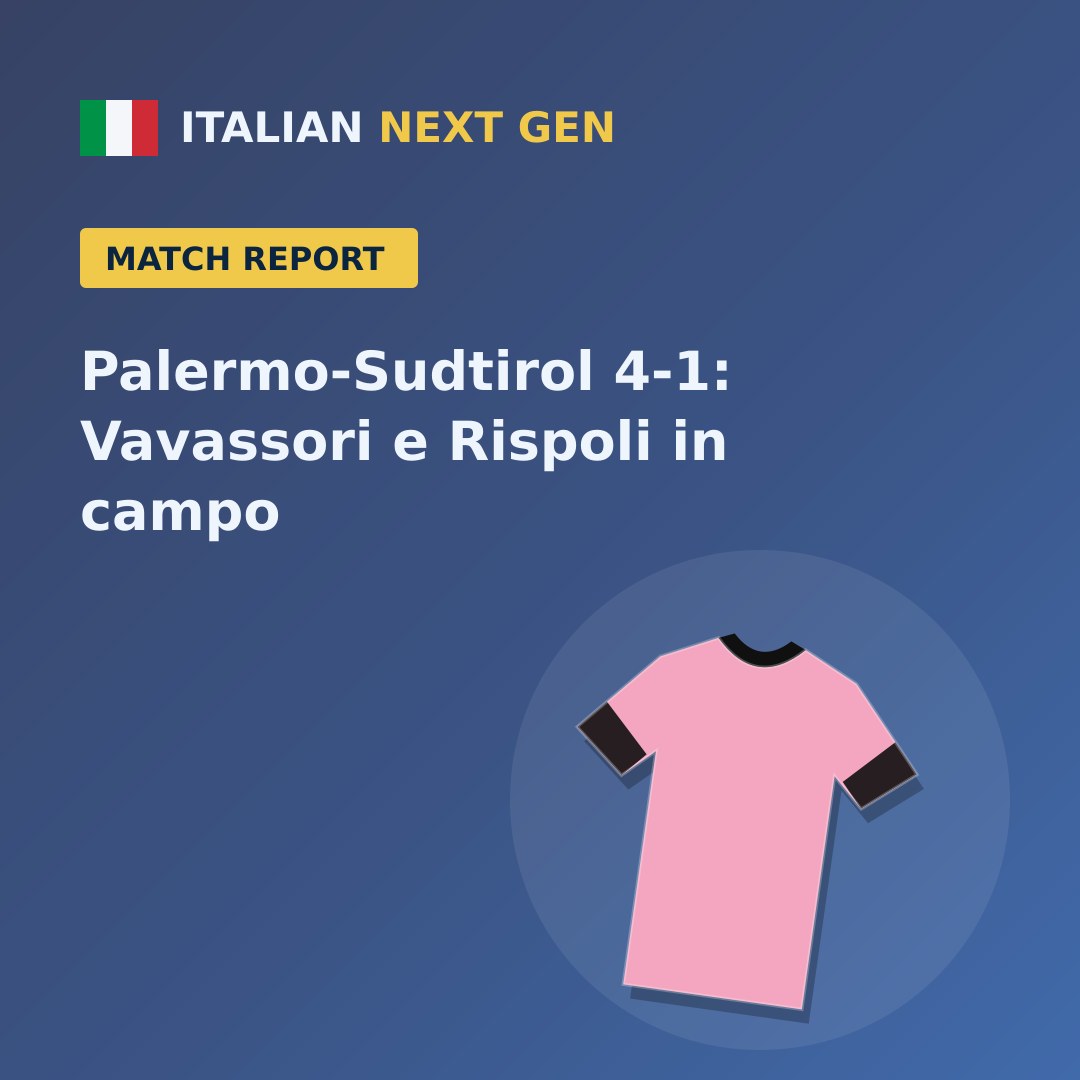 ITALIAN NEXT GEN
MATCH REPORT
Palermo-Sudtirol 4-1:
Vavassori e Rispoli in
campo